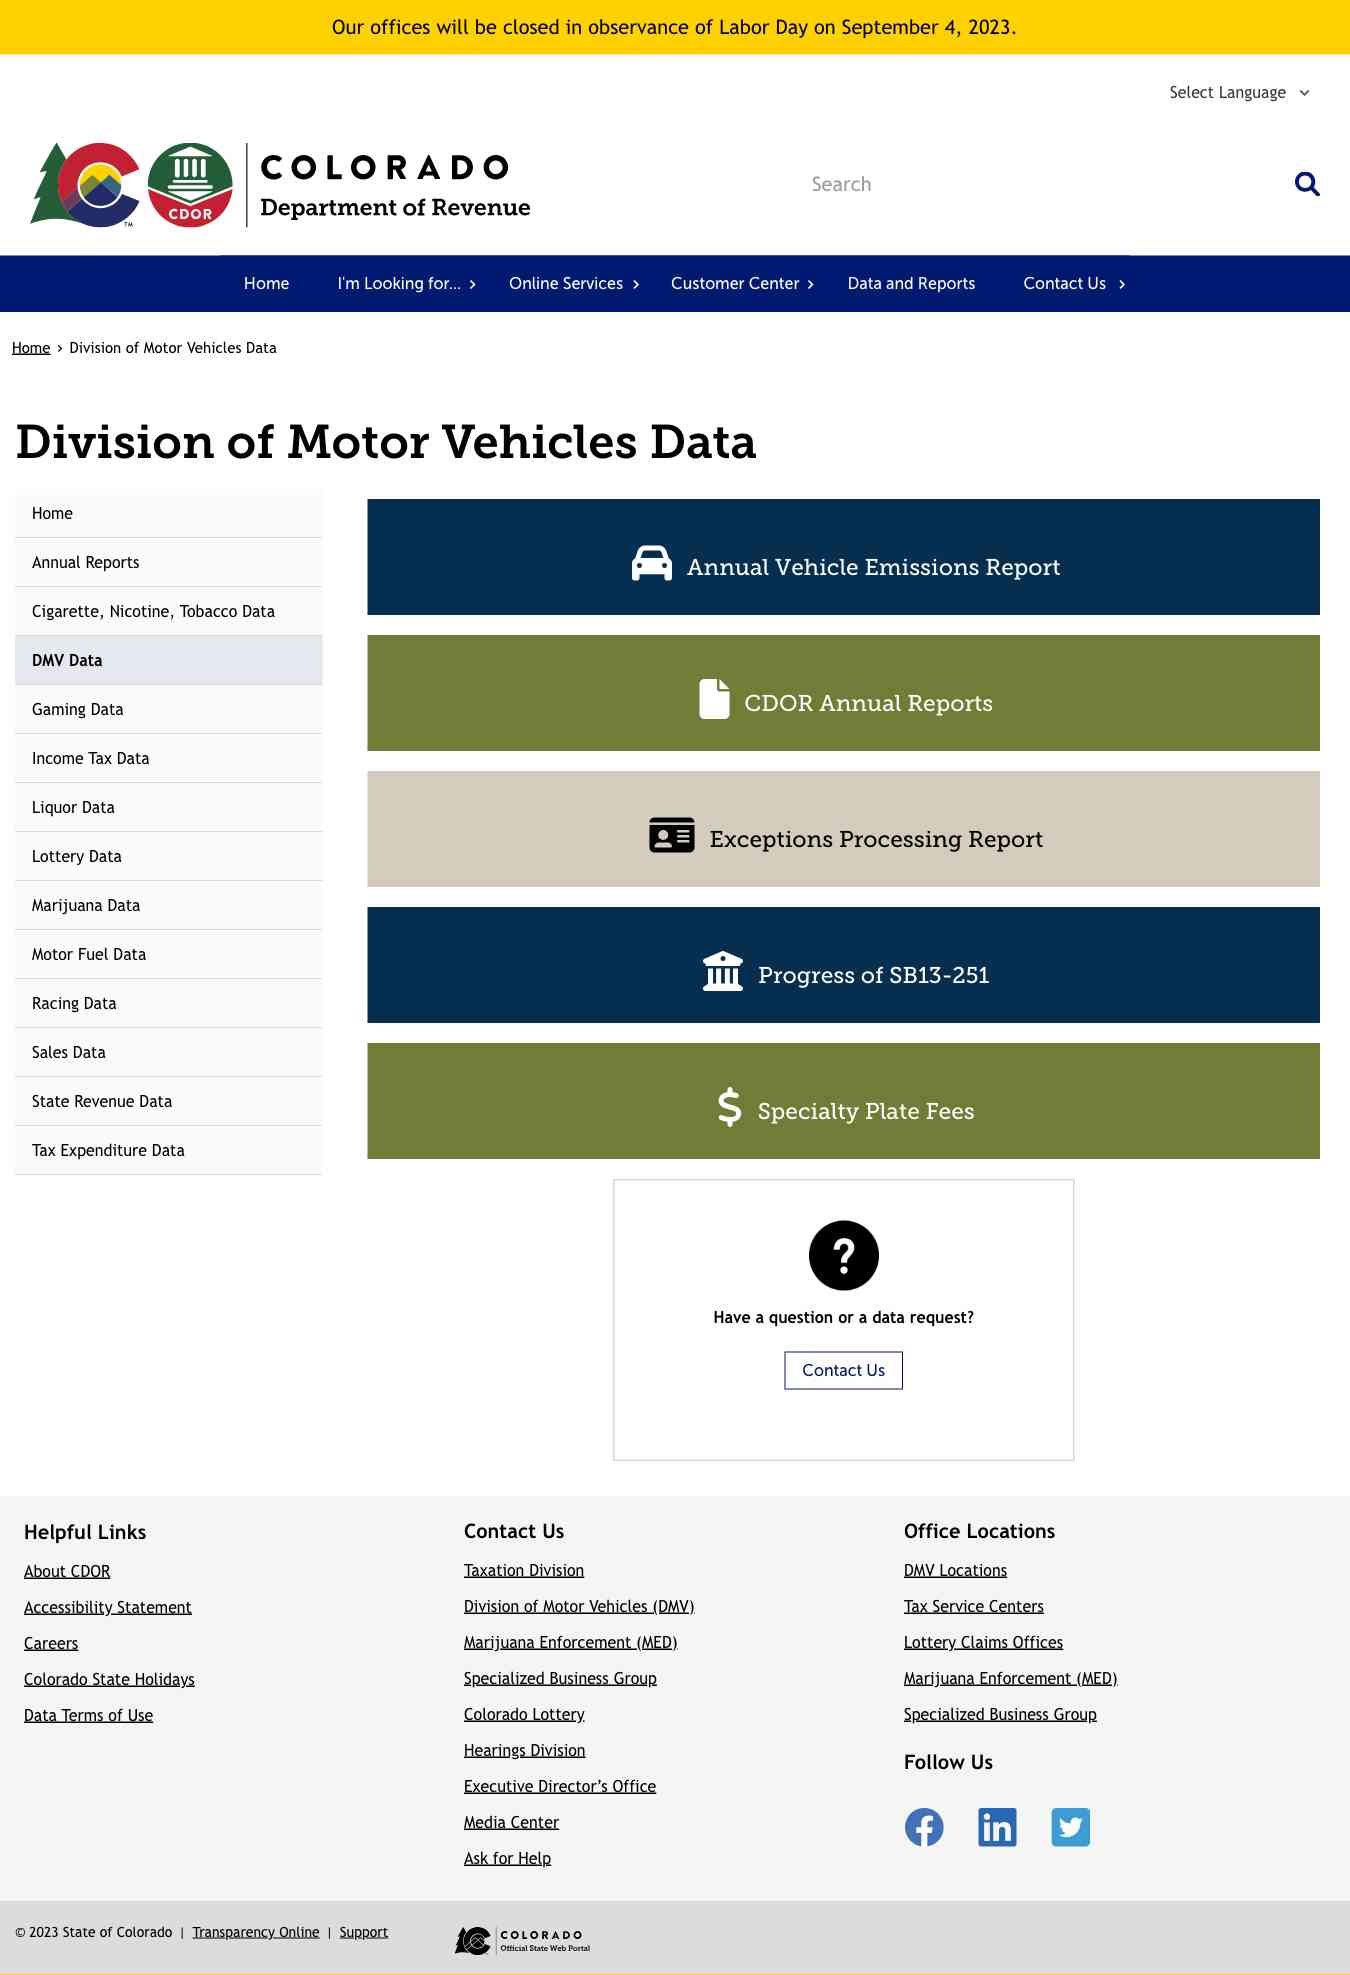 Our offices will be closed in observance of Labor Day on September 4, 2023.
Select Language
CDOR
TM
COLORADO
Department of Revenue
Search
Home
I'm Looking for...
Online Services
Customer Center
Data and Reports
Contact Us
Home › Division of Motor Vehicles Data
Division of Motor Vehicles Data
Home
Annual Reports
Cigarette, Nicotine, Tobacco Data
DMV Data
Gaming Data
Income Tax Data
Liquor Data
Lottery Data
Marijuana Data
Motor Fuel Data
Racing Data
Sales Data
State Revenue Data
Tax Expenditure Data
Annual Vehicle Emissions Report
CDOR Annual Reports
Exceptions Processing Report
Progress of SB13-251
Specialty Plate Fees
Have a question or a data request?
Contact Us
Helpful Links
About CDOR
Accessibility Statement
Careers
Colorado State Holidays
Data Terms of Use
Contact Us
Taxation Division
Division of Motor Vehicles (DMV)
Marijuana Enforcement (MED)
Specialized Business Group
Colorado Lottery
Hearings Division
Executive Director’s Office
Media Center
Ask for Help
Office Locations
DMV Locations
Tax Service Centers
Lottery Claims Offices
Marijuana Enforcement (MED)
Specialized Business Group
Follow Us
© 2023 State of Colorado | Transparency Online | Support
COLORADO
Official State Web Portal